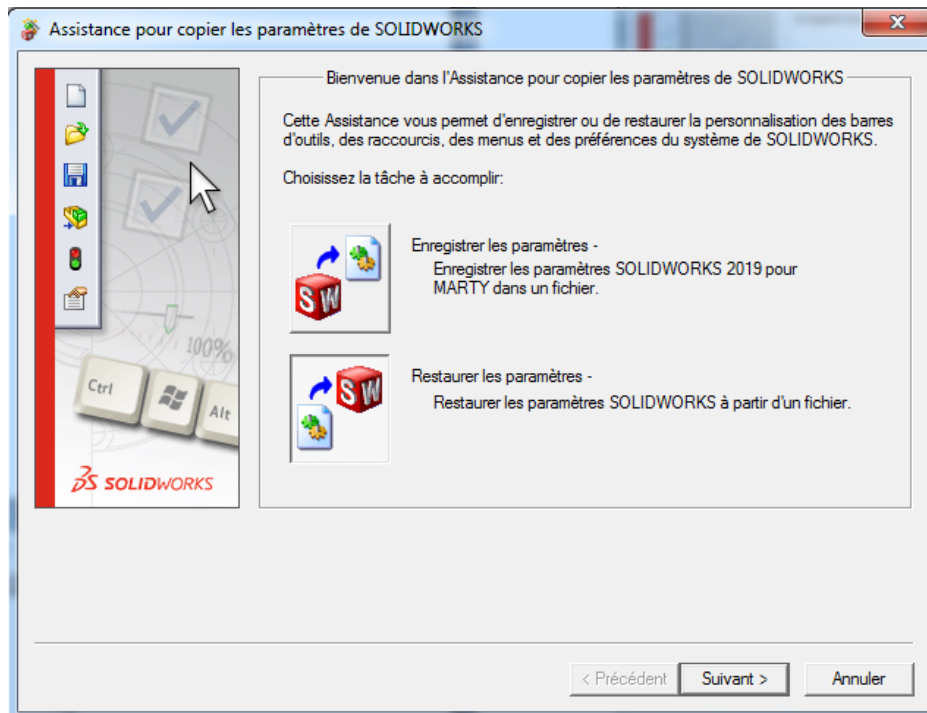 Assistance pour copier les paramètres de SOLIDWORKS
x
Bienvenue dans l'Assistance pour copier les paramètres de SOLIDWORKS
Cette Assistance vous permet d'enregistrer ou de restaurer la personnalisation des barres
d'outils, des raccourcis, des menus et des préférences du système de SOLIDWORKS.
Choisissez la tâche à accomplir:
SW
Enregistrer les paramètres -
Enregistrer les paramètres SOLIDWORKS 2019 pour
MARTY dans un fichier.
SW
Restaurer les paramètres -
Restaurer les paramètres SOLIDWORKS à partir d'un fichier.
100%
Ctrl
Alt
DS SOLIDWORKS
< Précédent
Suivant >
Annuler